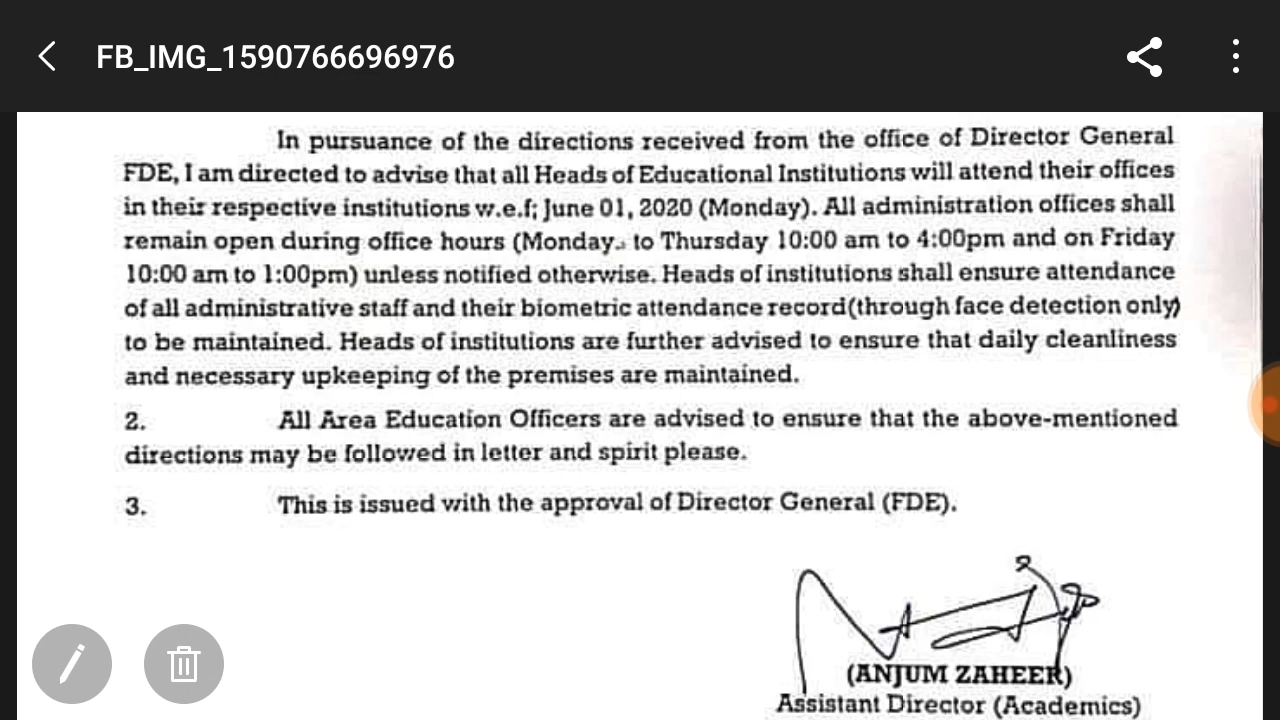 FB_IMG_1590766696976
In pursuance of the directions received from the office of Director General
FDE, I am directed to advise that all Heads of Educational Institutions will attend their offices
in their respective institutions w.e.f; June 01, 2020 (Monday). All administration offices shall
remain open during office hours (Monday. to Thursday 10:00 am to 4:00pm and on Friday
10:00 am to 1:00pm) unless notified otherwise. Heads of institutions shall ensure attendance
of all administrative staff and their biometric attendance record(through face detection only)
to be maintained. Heads of institutions are further advised to ensure that daily cleanliness
and necessary upkeeping of the premises are maintained.
2. All Area Education Officers are advised to ensure that the above-mentioned
directions may be followed in letter and spirit please.
3. This is issued with the approval of Director General (FDE).
(ANJUM ZAHEER)
Assistant Director (Academics)